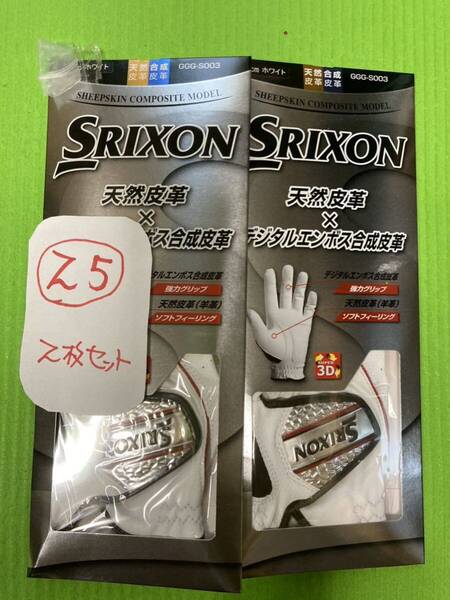 ホワイト
天然 合成
皮革 皮革
GGG-S003
SHEEPSKIN COMPOSITE MODEL
SRIXON
天然皮革
×
ボス合成皮革
タルエンボス合成皮革
強力グリップ
天然皮革(羊革)
ソフトフィーリング
25
2枚セット
SRIXON
cm ホワイト
天然 合成
皮革 皮革
GGG-S003
SHEEPSKIN COMPOSITE MODEL
SRIXON
天然皮革
×
デジタルエンボス合成皮革
デジタルエンボス合成皮革
強力グリップ
天然皮革(羊革)
ソフトフィーリング
SUPER
3D
SRIXON